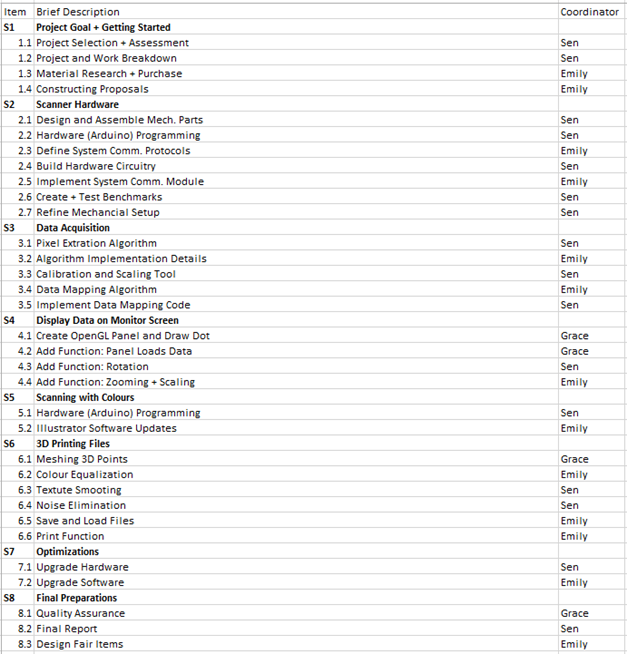 Item Brief Description Coordinator
S1 Project Goal + Getting Started
1.1 Project Selection + Assessment Sen
1.2 Project and Work Breakdown Sen
1.3 Material Research + Purchase Emily
1.4 Constructing Proposals Emily
S2 Scanner Hardware
2.1 Design and Assemble Mech. Parts Sen
2.2 Hardware (Arduino) Programming Sen
2.3 Define System Comm. Protocols Emily
2.4 Build Hardware Circuitry Sen
2.5 Implement System Comm. Module Emily
2.6 Create + Test Benchmarks Sen
2.7 Refine Mechancial Setup Sen
S3 Data Acquisition
3.1 Pixel Extration Algorithm Sen
3.2 Algorithm Implementation Details Emily
3.3 Calibration and Scaling Tool Sen
3.4 Data Mapping Algorithm Emily
3.5 Implement Data Mapping Code Sen
S4 Display Data on Monitor Screen
4.1 Create OpenGL Panel and Draw Dot Grace
4.2 Add Function: Panel Loads Data Grace
4.3 Add Function: Rotation Sen
4.4 Add Function: Zooming + Scaling Emily
S5 Scanning with Colours
5.1 Hardware (Arduino) Programming Sen
5.2 Illustrator Software Updates Emily
S6 3D Printing Files
6.1 Meshing 3D Points Grace
6.2 Colour Equalization Emily
6.3 Textute Smooting Sen
6.4 Noise Elimination Sen
6.5 Save and Load Files Emily
6.6 Print Function Emily
S7 Optimizations
7.1 Upgrade Hardware Sen
7.2 Upgrade Software Emily
S8 Final Preparations
8.1 Quality Assurance Grace
8.2 Final Report Sen
8.3 Design Fair Items Emily